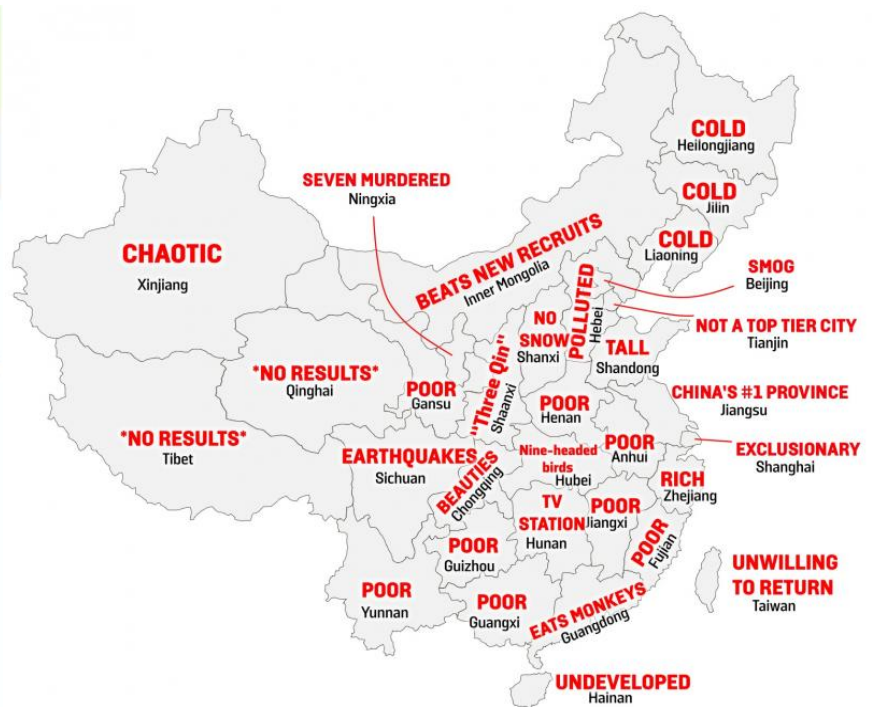 COLD
Heilongjiang
COLD
Jilin
COLD
Liaoning
SEVEN MURDERED
Ningxia
CHAOTIC
Xinjiang
BEATS NEW RECRUITS
Inner Mongolia
SMOG
Beijing
POLLUTED
Hebei
NOT A TOP TIER CITY
Tianjin
NO
SNOW
Shanxi
TALL
Shandong
"Three Qin"
Shaanxi
*NO RESULTS*
Qinghai
POOR
Gansu
POOR
Henan
CHINA'S #1 PROVINCE
Jiangsu
*NO RESULTS*
Tibet
EARTHQUAKES
Sichuan
BEAUTIES
Chongqing
Nine-headed
birds
Hubei
POOR
Anhui
EXCLUSIONARY
Shanghai
RICH
Zhejiang
TV
STATION
Hunan
POOR
Jiangxi
POOR
Fujian
POOR
Guizhou
POOR
Yunnan
POOR
Guangxi
EATS MONKEYS
Guangdong
UNWILLING
TO RETURN
Taiwan
UNDEVELOPED
Hainan